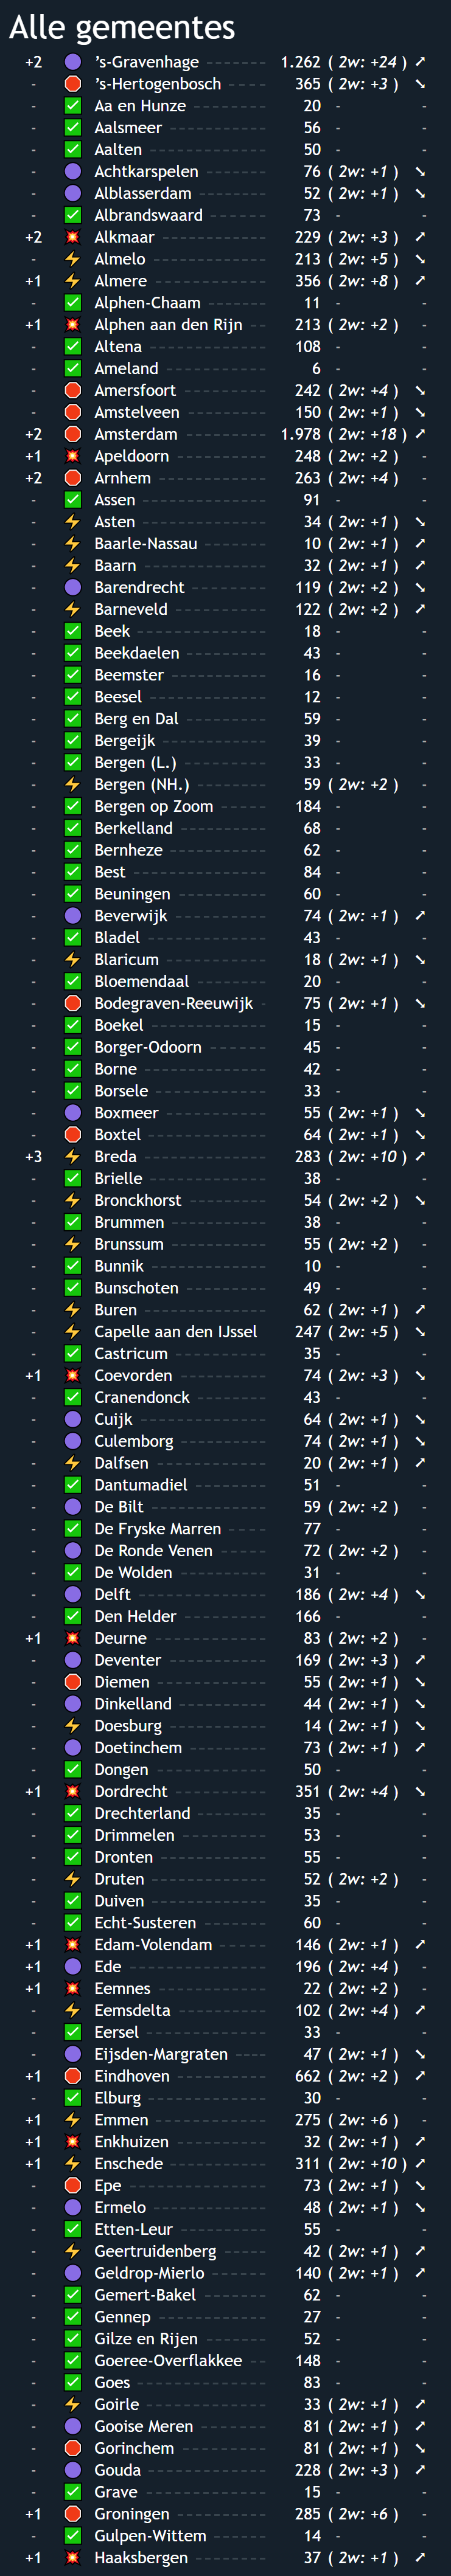 Alle gemeentes
+2 's-Gravenhage 1.262 ( 2w: +24 ) ➚
- 's-Hertogenbosch 365 ( 2w: +3 ) ➘
- Aa en Hunze 20 - -
- Aalsmeer 56 - -
- Aalten 50 - -
- Achtkarspelen 76 ( 2w: +1 ) ➘
- Alblasserdam 52 ( 2w: +1 ) ➘
- Albrandswaard 73 - -
+2 Alkmaar 229 ( 2w: +3 ) ➚
- Almelo 213 ( 2w: +5 ) ➘
+1 Almere 356 ( 2w: +8 ) ➚
- Alphen-Chaam 11 - -
+1 Alphen aan den Rijn 213 ( 2w: +2 ) -
- Altena 108 - -
- Ameland 6 - -
- Amersfoort 242 ( 2w: +4 ) ➘
- Amstelveen 150 ( 2w: +1 ) ➘
+2 Amsterdam 1.978 ( 2w: +18 ) ➚
+1 Apeldoorn 248 ( 2w: +2 ) -
+2 Arnhem 263 ( 2w: +4 ) -
- Assen 91 - -
- Asten 34 ( 2w: +1 ) ➘
- Baarle-Nassau 10 ( 2w: +1 ) ➚
- Baarn 32 ( 2w: +1 ) ➚
- Barendrecht 119 ( 2w: +2 ) ➘
- Barneveld 122 ( 2w: +2 ) ➚
- Beek 18 - -
- Beekdaelen 43 - -
- Beemster 16 - -
- Beesel 12 - -
- Berg en Dal 59 - -
- Bergeijk 39 - -
- Bergen (L.) 33 - -
- Bergen (NH.) 59 ( 2w: +2 ) -
- Bergen op Zoom 184 - -
- Berkelland 68 - -
- Bernheze 62 - -
- Best 84 - -
- Beuningen 60 - -
- Beverwijk 74 ( 2w: +1 ) ➚
- Bladel 43 - -
- Blaricum 18 ( 2w: +1 ) ➘
- Bloemendaal 20 - -
- Bodegraven-Reeuwijk 75 ( 2w: +1 ) ➘
- Boekel 15 - -
- Borger-Odoorn 45 - -
- Borne 42 - -
- Borsele 33 - -
- Boxmeer 55 ( 2w: +1 ) ➘
- Boxtel 64 ( 2w: +1 ) ➘
+3 Breda 283 ( 2w: +10 ) ➚
- Brielle 38 - -
- Bronckhorst 54 ( 2w: +2 ) ➘
- Brummen 38 - -
- Brunssum 55 ( 2w: +2 ) -
- Bunnik 10 - -
- Bunschoten 49 - -
- Buren 62 ( 2w: +1 ) ➚
- Capelle aan den IJssel 247 ( 2w: +5 ) ➘
- Castricum 35 - -
+1 Coevorden 74 ( 2w: +3 ) ➘
- Cranendonck 43 - -
- Cuijk 64 ( 2w: +1 ) ➘
- Culemborg 74 ( 2w: +1 ) ➘
- Dalfsen 20 ( 2w: +1 ) ➚
- Dantumadiel 51 - -
- De Bilt 59 ( 2w: +2 ) -
- De Fryske Marren 77 - -
- De Ronde Venen 72 ( 2w: +2 ) -
- De Wolden 31 - -
- Delft 186 ( 2w: +4 ) ➘
- Den Helder 166 - -
+1 Deurne 83 ( 2w: +2 ) -
- Deventer 169 ( 2w: +3 ) ➚
- Diemen 55 ( 2w: +1 ) ➘
- Dinkelland 44 ( 2w: +1 ) ➘
- Doesburg 14 ( 2w: +1 ) ➘
- Doetinchem 73 ( 2w: +1 ) ➚
- Dongen 50 - -
+1 Dordrecht 351 ( 2w: +4 ) ➘
- Drechterland 35 - -
- Drimmelen 53 - -
- Dronten 55 - -
- Druten 52 ( 2w: +2 ) -
- Duiven 35 - -
- Echt-Susteren 60 - -
+1 Edam-Volendam 146 ( 2w: +1 ) ➚
+1 Ede 196 ( 2w: +4 ) -
+1 Eemnes 22 ( 2w: +2 ) -
- Eemsdelta 102 ( 2w: +4 ) ➚
- Eersel 33 - -
- Eijsden-Margraten 47 ( 2w: +1 ) ➘
+1 Eindhoven 662 ( 2w: +2 ) ➚
- Elburg 30 - -
+1 Emmen 275 ( 2w: +6 ) -
+1 Enkhuizen 32 ( 2w: +1 ) ➚
+1 Enschede 311 ( 2w: +10 ) ➚
- Epe 73 ( 2w: +1 ) ➘
- Ermelo 48 ( 2w: +1 ) ➘
- Etten-Leur 55 - -
- Geertruidenberg 42 ( 2w: +1 ) ➚
- Geldrop-Mierlo 140 ( 2w: +1 ) ➚
- Gemert-Bakel 62 - -
- Gennep 27 - -
- Gilze en Rijen 52 - -
- Goeree-Overflakkee 148 - -
- Goes 83 - -
- Goirle 33 ( 2w: +1 ) ➚
- Gooise Meren 81 ( 2w: +1 ) ➚
- Gorinchem 81 ( 2w: +1 ) ➘
- Gouda 228 ( 2w: +3 ) ➚
- Grave 15 - -
+1 Groningen 285 ( 2w: +6 ) -
- Gulpen-Wittem 14 - -
+1 Haaksbergen 37 ( 2w: +1 ) ➚